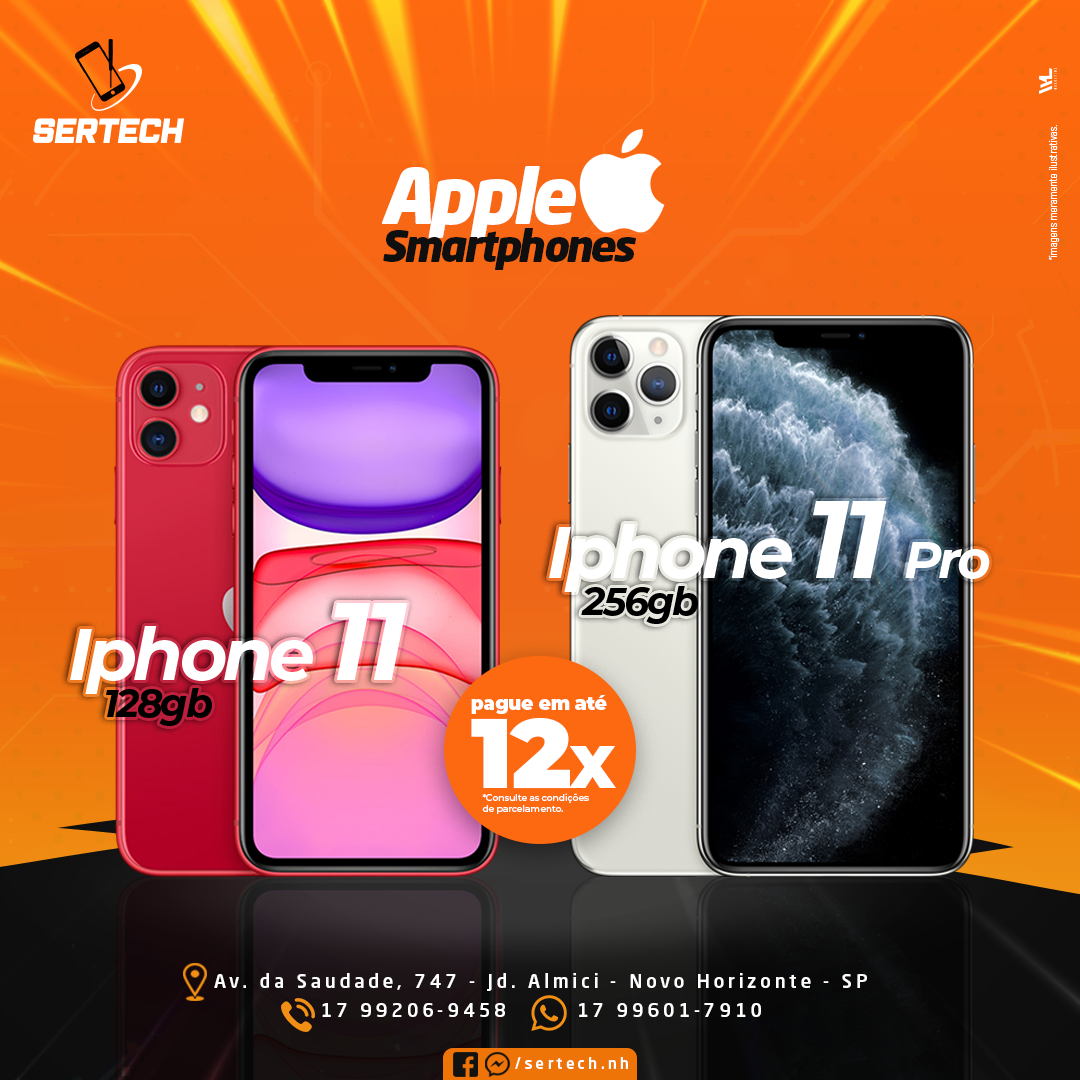 SERTECH
*imagens meramente ilustrativas.
Apple
Smartphones
Iphone 11 Pro
256gb
Iphone 11
128gb
pague em até
12x
*Consulte as condições
de parcelamento.
Av. da Saudade, 747 - Jd. Almici - Novo Horizonte - SP
17 99206-9458
17 99601-7910
/sertech.nh